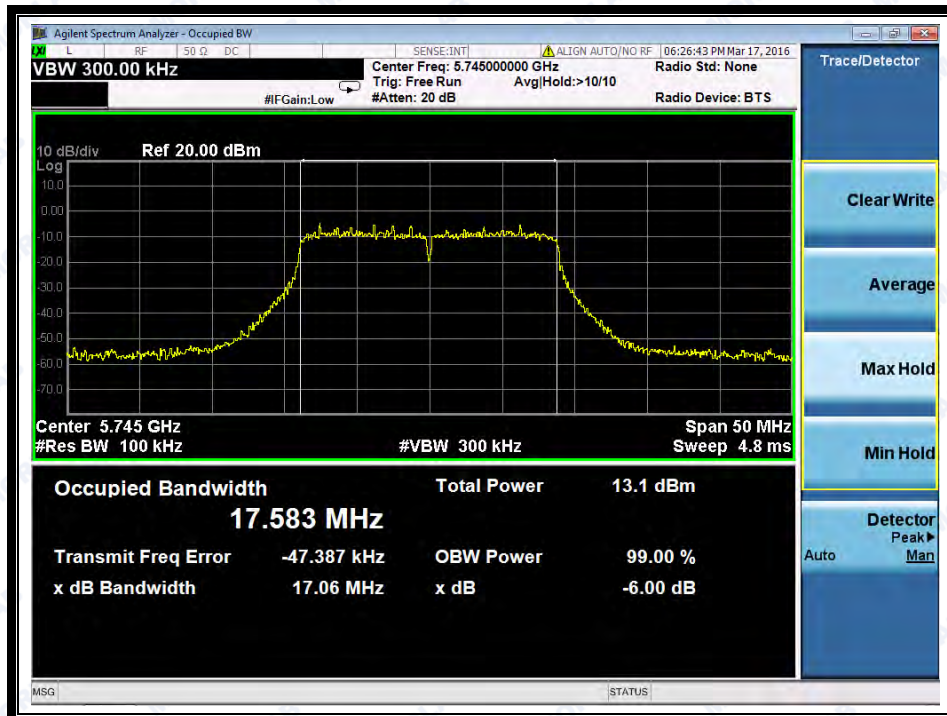 Agilent Spectrum Analyzer - Occupied BW
LXI L RF 50 Ω DC SENSE:INT ALIGN AUTO/NO RF 06:26:43 PM Mar 17, 2016
VBW 300.00 kHz
Center Freq: 5.745000000 GHz Radio Std: None
Trig: Free Run Avg|Hold:>10/10
#IFGain:Low #Atten: 20 dB Radio Device: BTS
10 dB/div Ref 20.00 dBm
Log
10.0
0.00
-10.0
-20.0
-30.0
-40.0
-50.0
-60.0
-70.0
Center 5.745 GHz Span 50 MHz
#Res BW 100 kHz #VBW 300 kHz Sweep 4.8 ms
Occupied Bandwidth Total Power 13.1 dBm
17.583 MHz
Transmit Freq Error -47.387 kHz OBW Power 99.00 %
x dB Bandwidth 17.06 MHz x dB -6.00 dB
MSG STATUS
Trace/Detector
Clear Write
Average
Max Hold
Min Hold
Detector
Peak
Auto Man